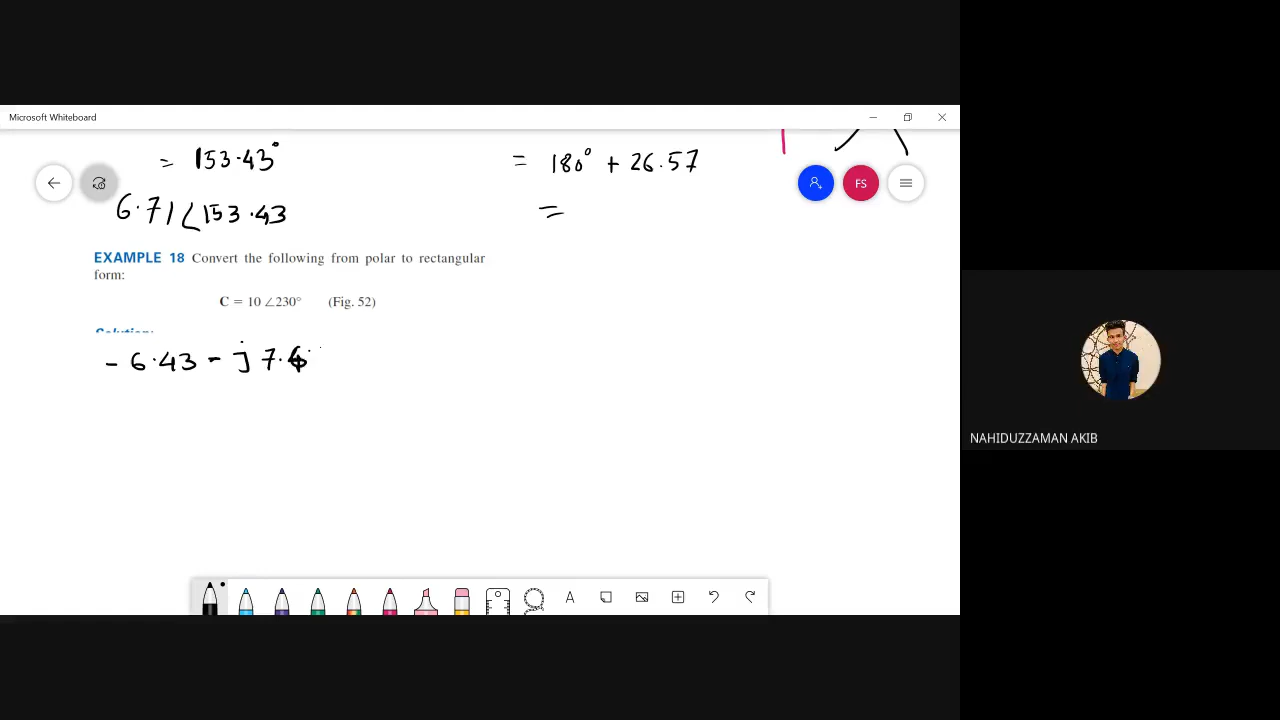 Microsoft Whiteboard
= 153.43°
= 180° + 26.57
FS
6.71∠153.43
=
EXAMPLE 18 Convert the following from polar to rectangular
form:
C = 10 ∠230° (Fig. 52)
Solution:
- 6.43 - j 7.6
NAHIDUZZAMAN AKIB
A